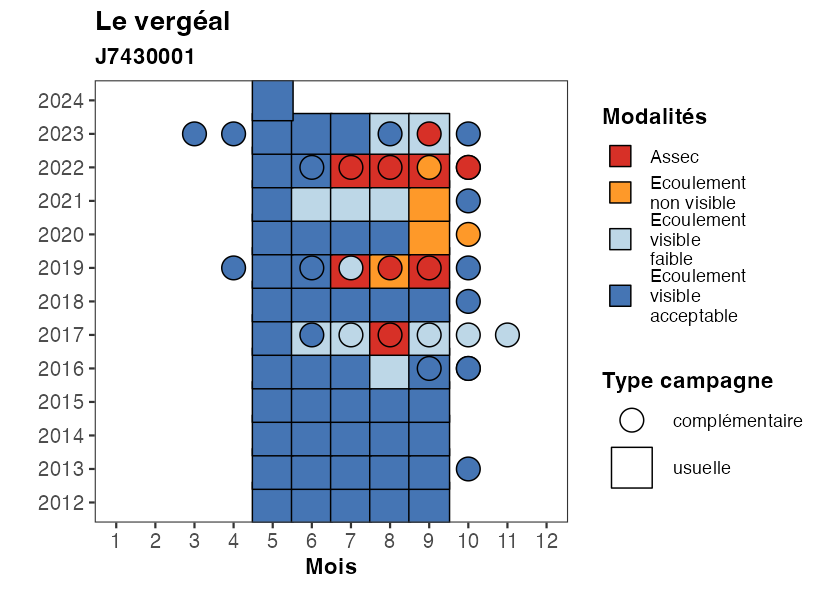 Le vergéal
J7430001
2024
2023
2022
2021
2020
2019
2018
2017
2016
2015
2014
2013
2012
1 2 3 4 5 6 7 8 9 10 11 12
Mois
Modalités
Assec
Ecoulement
non visible
Ecoulement
visible
faible
Ecoulement
visible
acceptable
Type campagne
complémentaire
usuelle